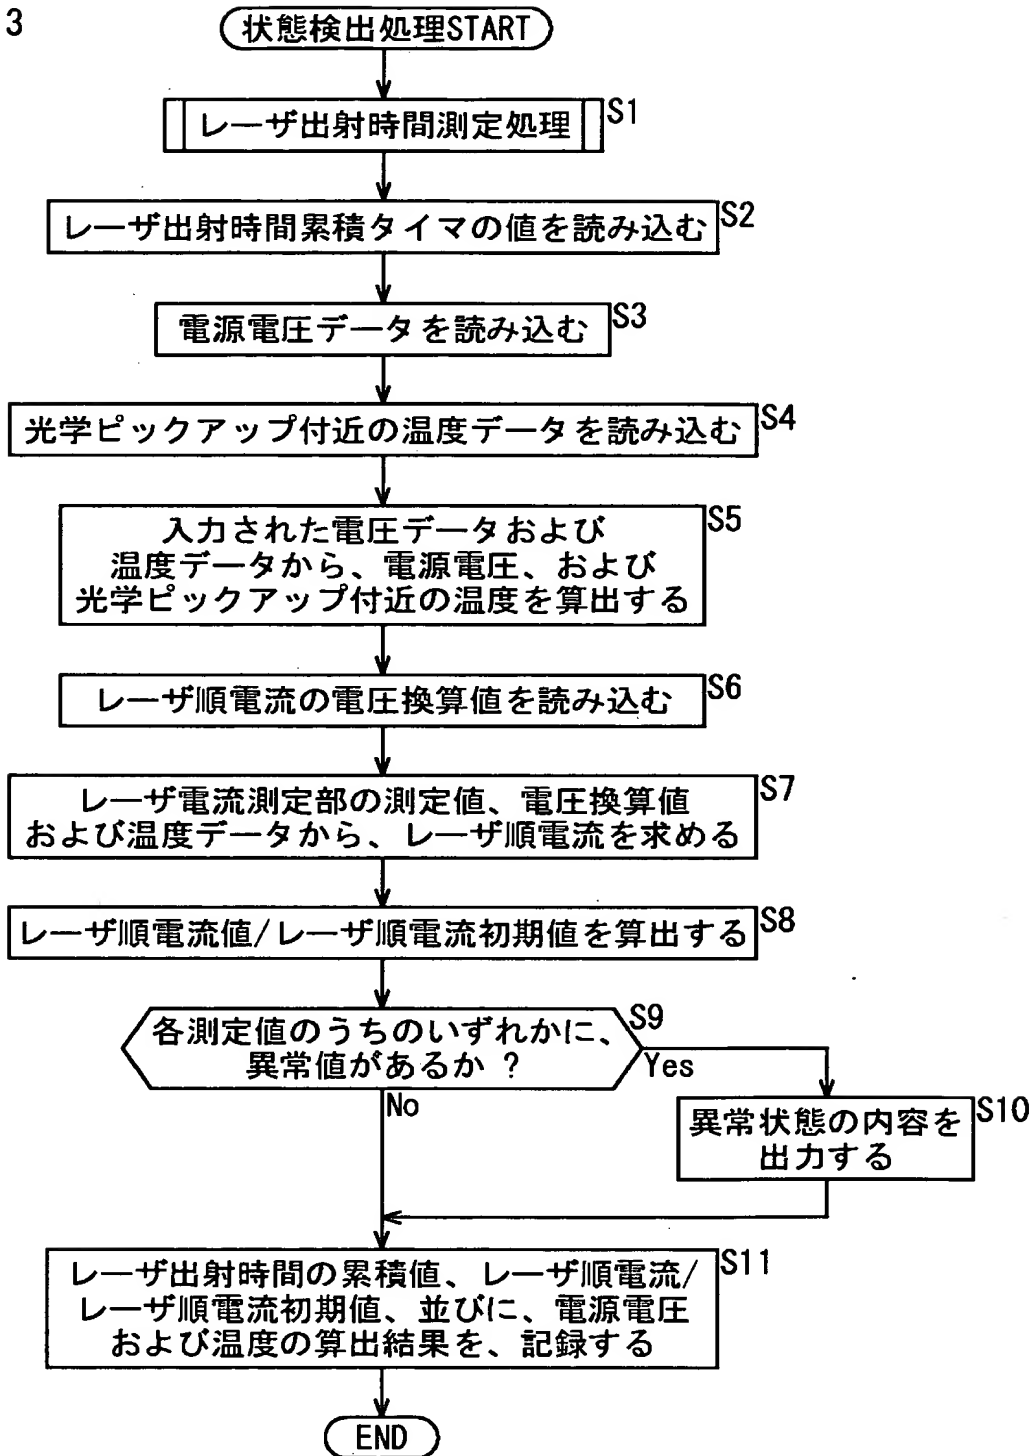 3
状態検出処理START
レーザ出射時間測定処理
S1
レーザ出射時間累積タイマの値を読み込む
S2
電源電圧データを読み込む
S3
光学ピックアップ付近の温度データを読み込む
S4
入力された電圧データおよび
温度データから、電源電圧、および
光学ピックアップ付近の温度を算出する
S5
レーザ順電流の電圧換算値を読み込む
S6
レーザ電流測定部の測定値、電圧換算値
および温度データから、レーザ順電流を求める
S7
レーザ順電流値/レーザ順電流初期値を算出する
S8
各測定値のうちのいずれかに、
異常値があるか ?
S9
Yes
No
異常状態の内容を
出力する
S10
レーザ出射時間の累積値、レーザ順電流/
レーザ順電流初期値、並びに、電源電圧
および温度の算出結果を、記録する
S11
END